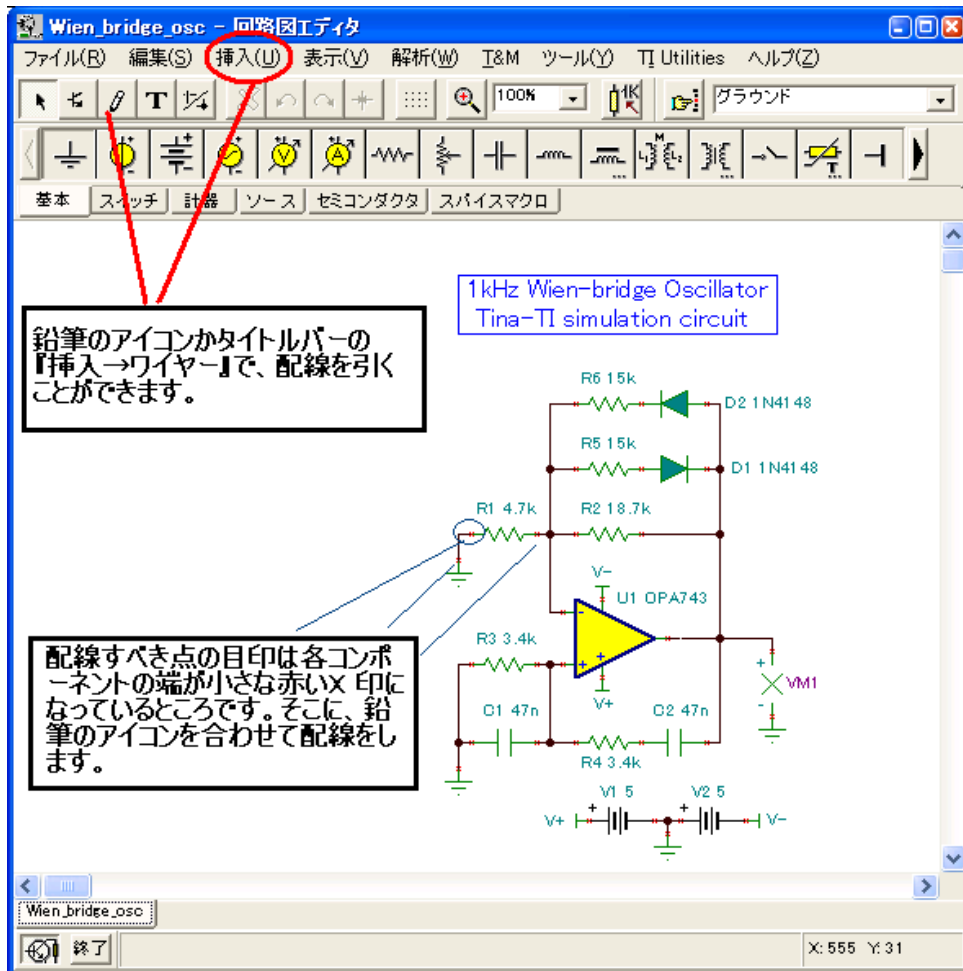 Wien_bridge_osc - 回路図エディタ
ファイル(R) 編集(S) 挿入(U) 表示(V) 解析(W) T&M ツール(Y) TI Utilities ヘルプ(Z)
T 100% 1K グラウンド
基本 スイッチ 計器 ソース セミコンダクタ スパイスマクロ
1kHz Wien-bridge Oscillator
Tina-TI simulation circuit
鉛筆のアイコンかタイトルバーの
『挿入→ワイヤー』で、配線を引く
ことができます。
R6 15k
D2 1N4148
R5 15k
D1 1N4148
R1 4.7k
R2 18.7k
V-
U1 OPA743
R3 3.4k
V+
VM1
C1 47n
C2 47n
R4 3.4k
配線すべき点の目印は各コンポ
ーネントの端が小さな赤いX 印に
なっているところです。そこに、鉛
筆のアイコンを合わせて配線をし
ます。
V1 5
V2 5
V+
V-
Wien_bridge_osc
終了
X: 555 Y: 31